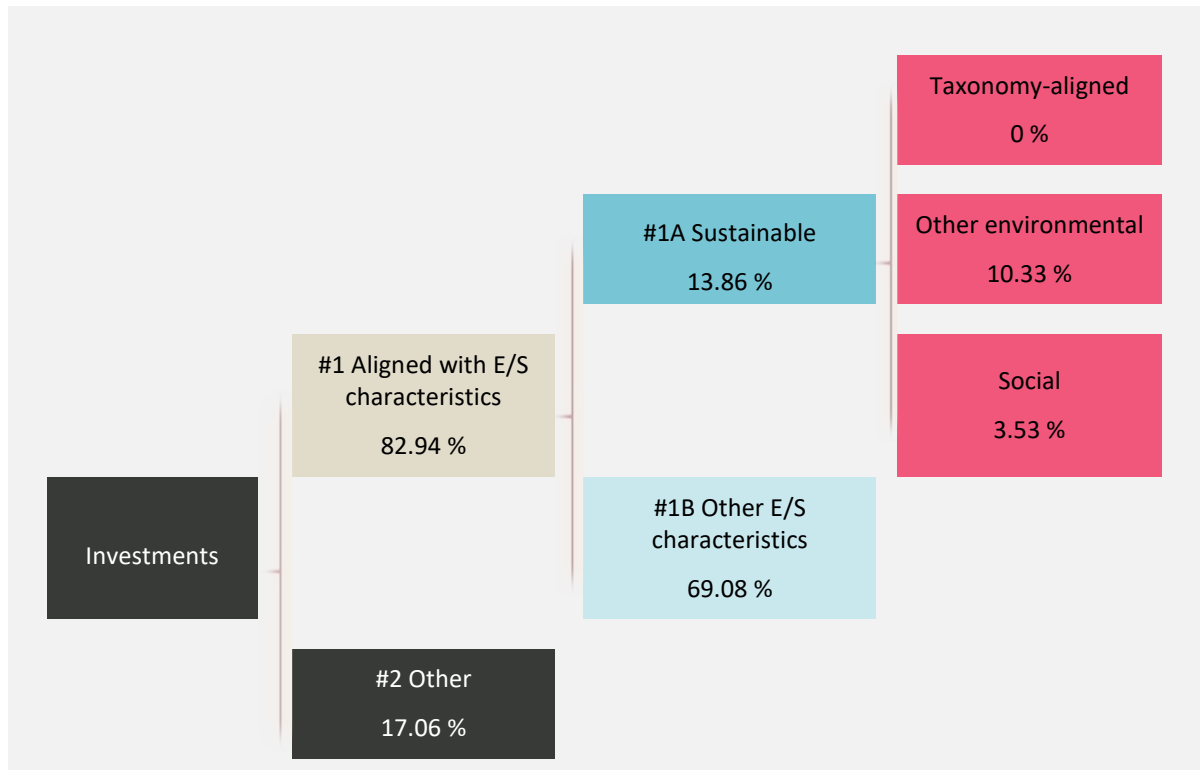 Investments
#1 Aligned with E/S
characteristics
82.94 %
#2 Other
17.06 %
#1A Sustainable
13.86 %
#1B Other E/S
characteristics
69.08 %
Taxonomy-aligned
0 %
Other environmental
10.33 %
Social
3.53 %